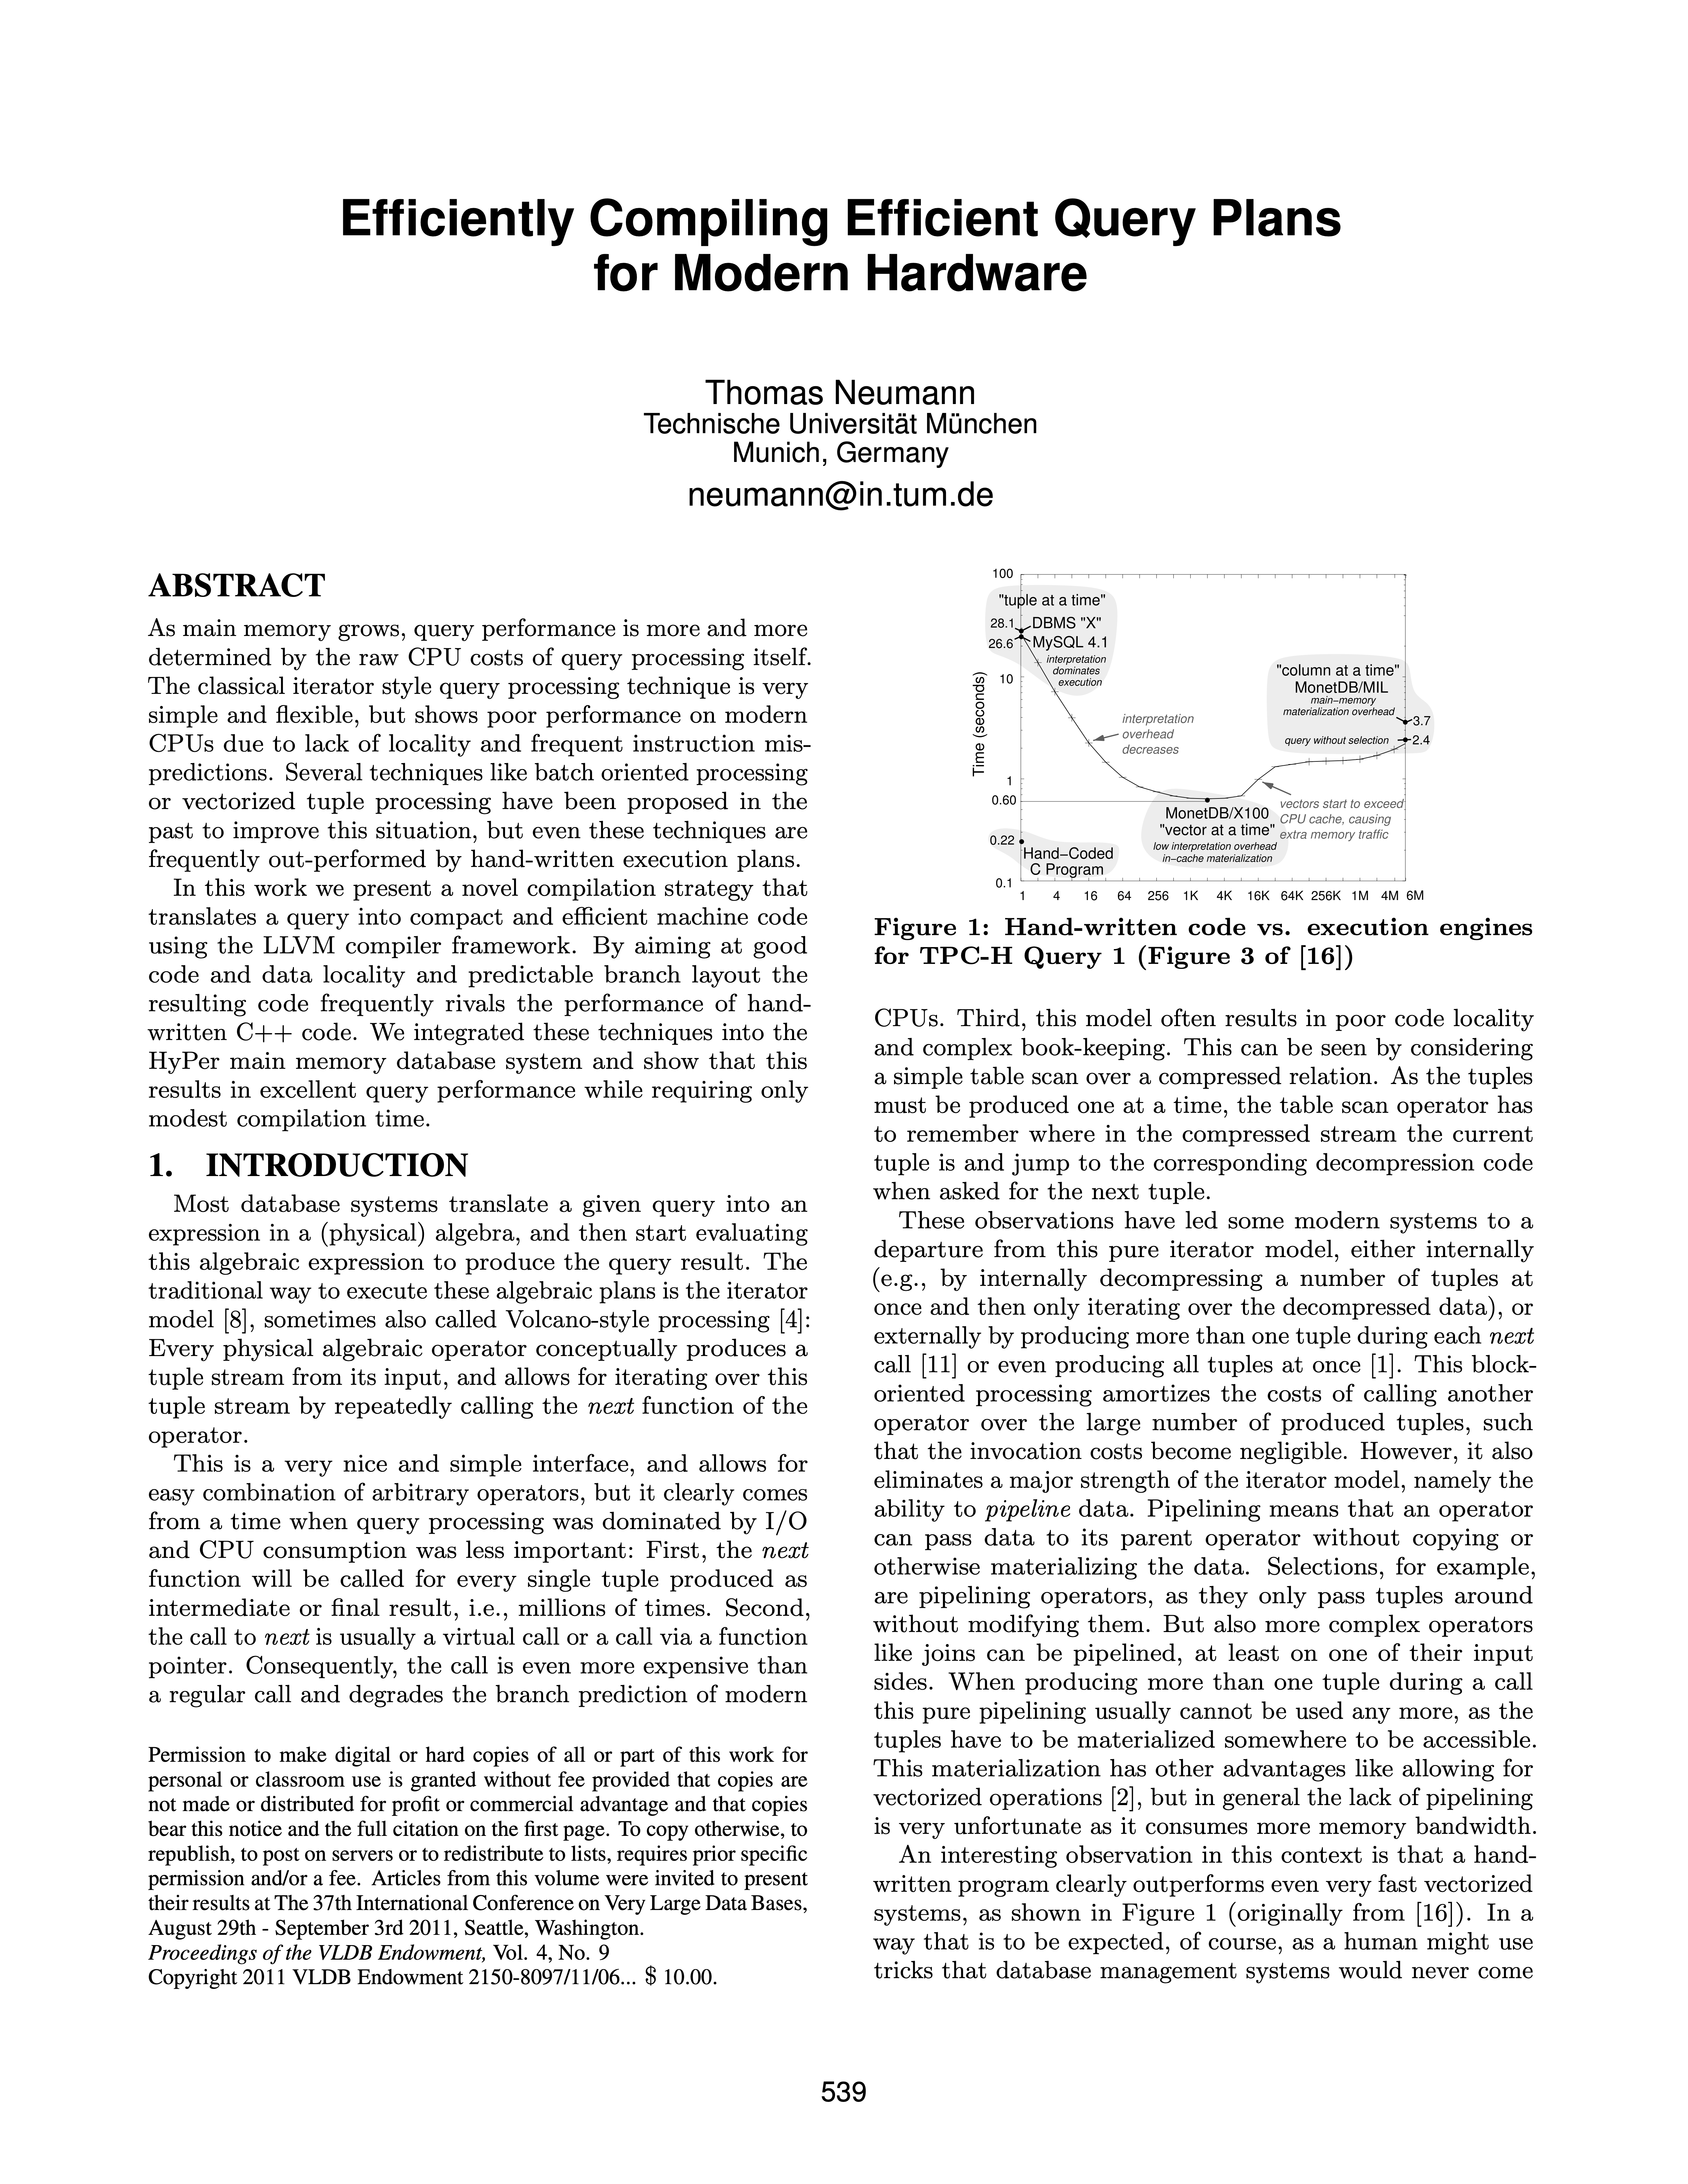 Efficiently Compiling Efficient Query Plans
for Modern Hardware
Thomas Neumann
Technische Universität München
Munich, Germany
neumann@in.tum.de
ABSTRACT
As main memory grows, query performance is more and more
determined by the raw CPU costs of query processing itself.
The classical iterator style query processing technique is very
simple and flexible, but shows poor performance on modern
CPUs due to lack of locality and frequent instruction mis-
predictions. Several techniques like batch oriented processing
or vectorized tuple processing have been proposed in the
past to improve this situation, but even these techniques are
frequently out-performed by hand-written execution plans.
In this work we present a novel compilation strategy that
translates a query into compact and efficient machine code
using the LLVM compiler framework. By aiming at good
code and data locality and predictable branch layout the
resulting code frequently rivals the performance of hand-
written C++ code. We integrated these techniques into the
HyPer main memory database system and show that this
results in excellent query performance while requiring only
modest compilation time.
1. INTRODUCTION
Most database systems translate a given query into an
expression in a (physical) algebra, and then start evaluating
this algebraic expression to produce the query result. The
traditional way to execute these algebraic plans is the iterator
model [8], sometimes also called Volcano-style processing [4]:
Every physical algebraic operator conceptually produces a
tuple stream from its input, and allows for iterating over this
tuple stream by repeatedly calling the next function of the
operator.
This is a very nice and simple interface, and allows for
easy combination of arbitrary operators, but it clearly comes
from a time when query processing was dominated by I/O
and CPU consumption was less important: First, the next
function will be called for every single tuple produced as
intermediate or final result, i.e., millions of times. Second,
the call to next is usually a virtual call or a call via a function
pointer. Consequently, the call is even more expensive than
a regular call and degrades the branch prediction of modern
Permission to make digital or hard copies of all or part of this work for
personal or classroom use is granted without fee provided that copies are
not made or distributed for profit or commercial advantage and that copies
bear this notice and the full citation on the first page. To copy otherwise, to
republish, to post on servers or to redistribute to lists, requires prior specific
permission and/or a fee. Articles from this volume were invited to present
their results at The 37th International Conference on Very Large Data Bases,
August 29th - September 3rd 2011, Seattle, Washington.
Proceedings of the VLDB Endowment, Vol. 4, No. 9
Copyright 2011 VLDB Endowment 2150-8097/11/06... $ 10.00.
100
"tuple at a time"
28.1 DBMS "X"
26.6 MySQL 4.1
interpretation
dominates
execution
10
Time (seconds)
interpretation
overhead
decreases
"column at a time"
MonetDB/MIL
main-memory
materialization overhead
3.7
query without selection 2.4
1
0.60
MonetDB/X100
"vector at a time"
low interpretation overhead
in-cache materialization
vectors start to exceed
CPU cache, causing
extra memory traffic
0.22
Hand-Coded
C Program
0.1
1 4 16 64 256 1K 4K 16K 64K 256K 1M 4M 6M
Figure 1: Hand-written code vs. execution engines
for TPC-H Query 1 (Figure 3 of [16])
CPUs. Third, this model often results in poor code locality
and complex book-keeping. This can be seen by considering
a simple table scan over a compressed relation. As the tuples
must be produced one at a time, the table scan operator has
to remember where in the compressed stream the current
tuple is and jump to the corresponding decompression code
when asked for the next tuple.
These observations have led some modern systems to a
departure from this pure iterator model, either internally
(e.g., by internally decompressing a number of tuples at
once and then only iterating over the decompressed data), or
externally by producing more than one tuple during each next
call [11] or even producing all tuples at once [1]. This block-
oriented processing amortizes the costs of calling another
operator over the large number of produced tuples, such
that the invocation costs become negligible. However, it also
eliminates a major strength of the iterator model, namely the
ability to pipeline data. Pipelining means that an operator
can pass data to its parent operator without copying or
otherwise materializing the data. Selections, for example,
are pipelining operators, as they only pass tuples around
without modifying them. But also more complex operators
like joins can be pipelined, at least on one of their input
sides. When producing more than one tuple during a call
this pure pipelining usually cannot be used any more, as the
tuples have to be materialized somewhere to be accessible.
This materialization has other advantages like allowing for
vectorized operations [2], but in general the lack of pipelining
is very unfortunate as it consumes more memory bandwidth.
An interesting observation in this context is that a hand-
written program clearly outperforms even very fast vectorized
systems, as shown in Figure 1 (originally from [16]). In a
way that is to be expected, of course, as a human might use
tricks that database management systems would never come
539